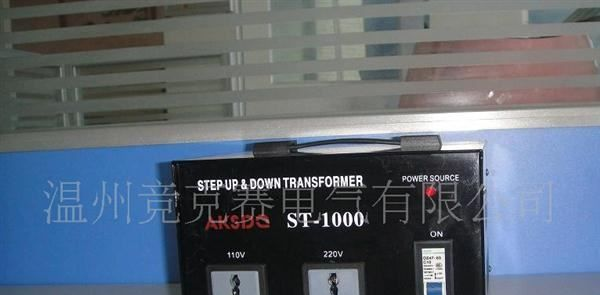 STEP UP & DOWN TRANSFORMER
POWER SOURCE
温州竞克赛电气有限公司
AKSDQ ST-1000
ON
110V 220V